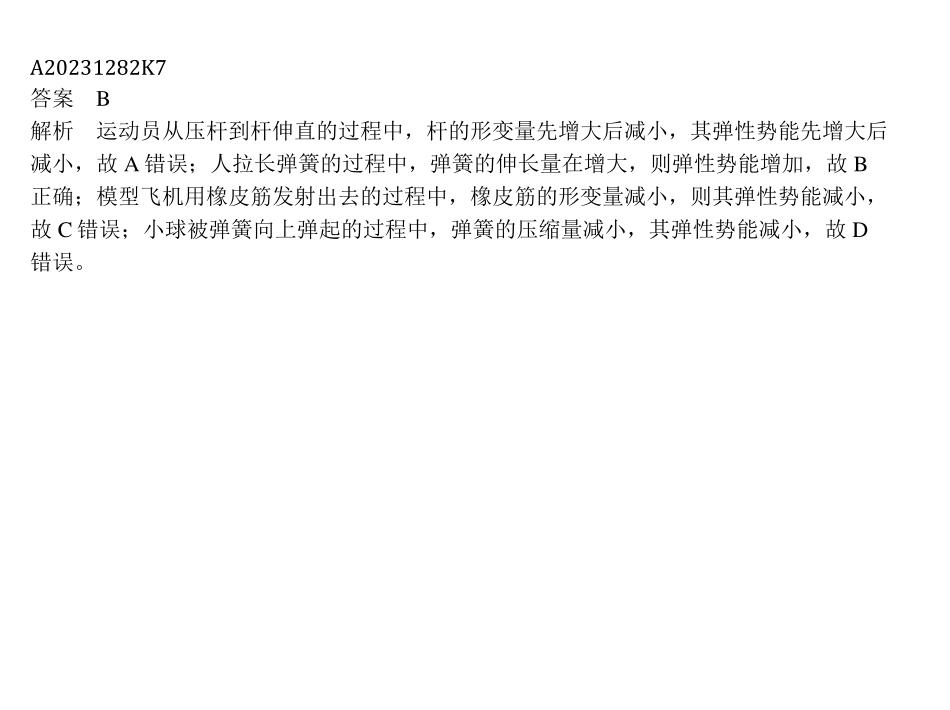 A20231282K7
答案　B
解析　运动员从压杆到杆伸直的过程中，杆的形变量先增大后减小，其弹性势能先增大后
减小，故 A 错误；人拉长弹簧的过程中，弹簧的伸长量在增大，则弹性势能增加，故 B
正确；模型飞机用橡皮筋发射出去的过程中，橡皮筋的形变量减小，则其弹性势能减小，
故 C 错误；小球被弹簧向上弹起的过程中，弹簧的压缩量减小，其弹性势能减小，故 D
错误。